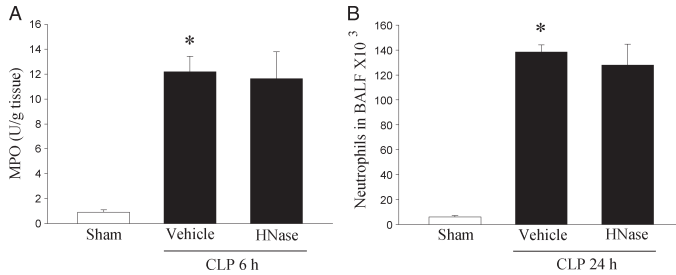 A
MPO (U/g tissue)
16
14
12
10
8
6
4
2
0
*
Sham
Vehicle
HNase
CLP 6 h
B
Neutrophils in BALF X10 3
160
140
120
100
80
60
40
20
0
*
Sham
Vehicle
HNase
CLP 24 h